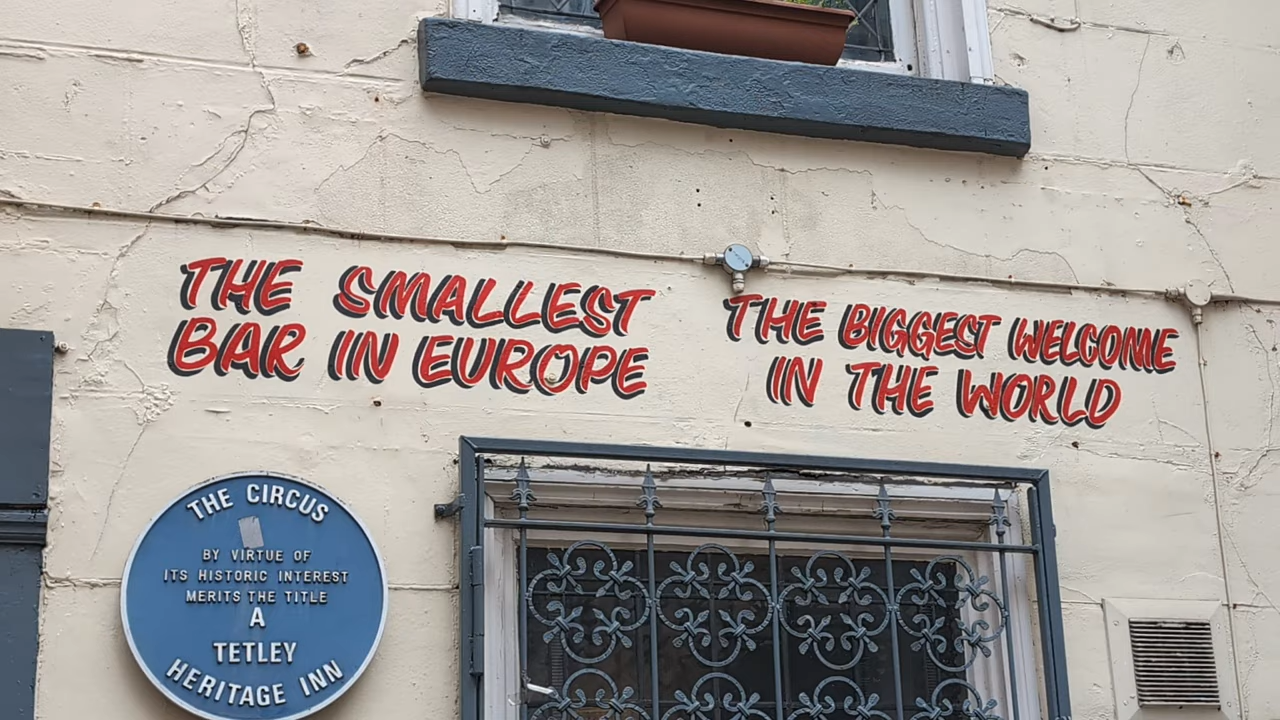 THE SMALLEST
BAR IN EUROPE
THE BIGGEST WELCOME
IN THE WORLD
THE CIRCUS
BY VIRTUE OF
ITS HISTORIC INTEREST
MERITS THE TITLE
A
TETLEY
HERITAGE INN